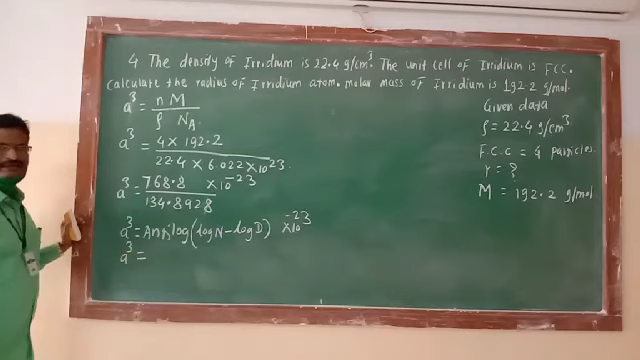 4 The density of Irridium is 22.4 g/cm³. The unit cell of Irridium is F.C.C.
calculate the radius of Irridium atom. molar mass of Irridium is 192.2 g/mol.
a³ = n M / ρ N_A
a³ = 4 × 192.2 / 22.4 × 6.022 × 10²³
a³ = 768.8 × 10⁻²³ / 134.8928
a³ = Antilog (log N - log D) × 10⁻²³
a³ =
Given data
ρ = 22.4 g/cm³
F.C.C = 4 particles.
r = ?
M = 192.2 g/mol